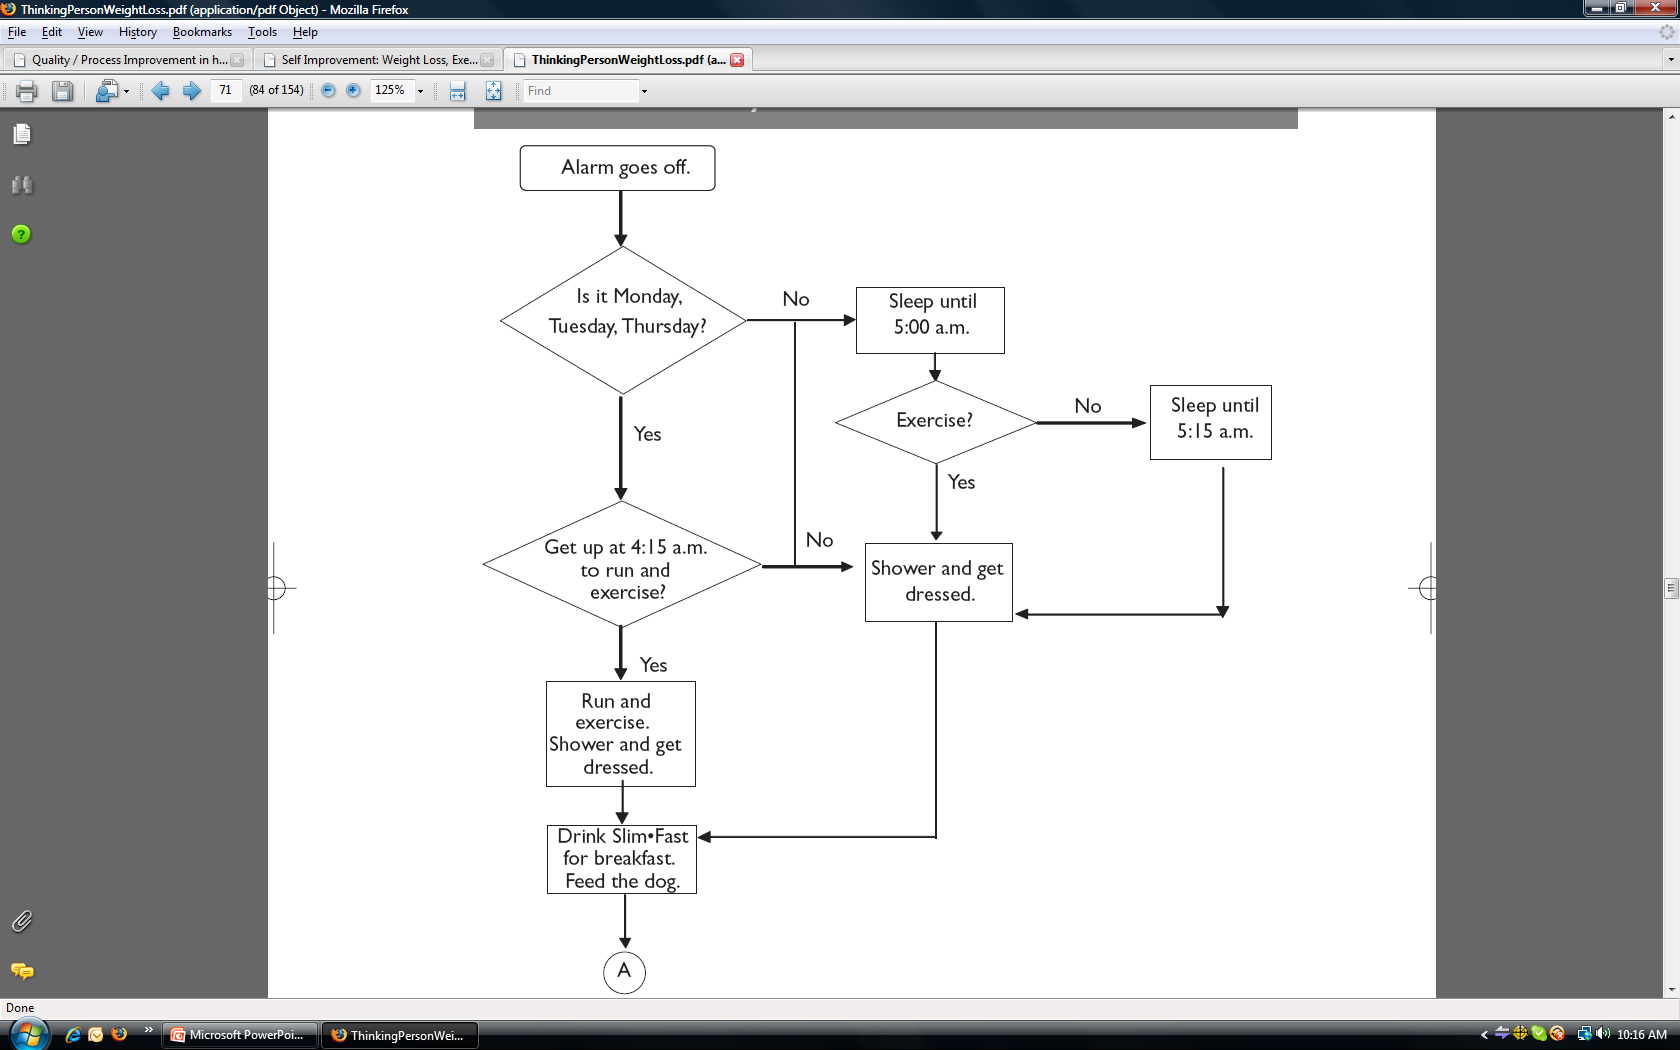 ThinkingPersonWeightLoss.pdf (application/pdf Object) - Mozilla Firefox
File Edit View History Bookmarks Tools Help
Quality / Process Improvement in h... Self Improvement: Weight Loss, Exe... ThinkingPersonWeightLoss.pdf (a...
71 (84 of 154) 125% Find
Alarm goes off.
Is it Monday,
Tuesday, Thursday?
No
Sleep until
5:00 a.m.
Exercise?
No
Sleep until
5:15 a.m.
Yes
Yes
Get up at 4:15 a.m.
to run and
exercise?
No
Shower and get
dressed.
Yes
Run and
exercise.
Shower and get
dressed.
Drink Slim•Fast
for breakfast.
Feed the dog.
A
Done
Microsoft PowerPoi... ThinkingPersonWei... 10:16 AM